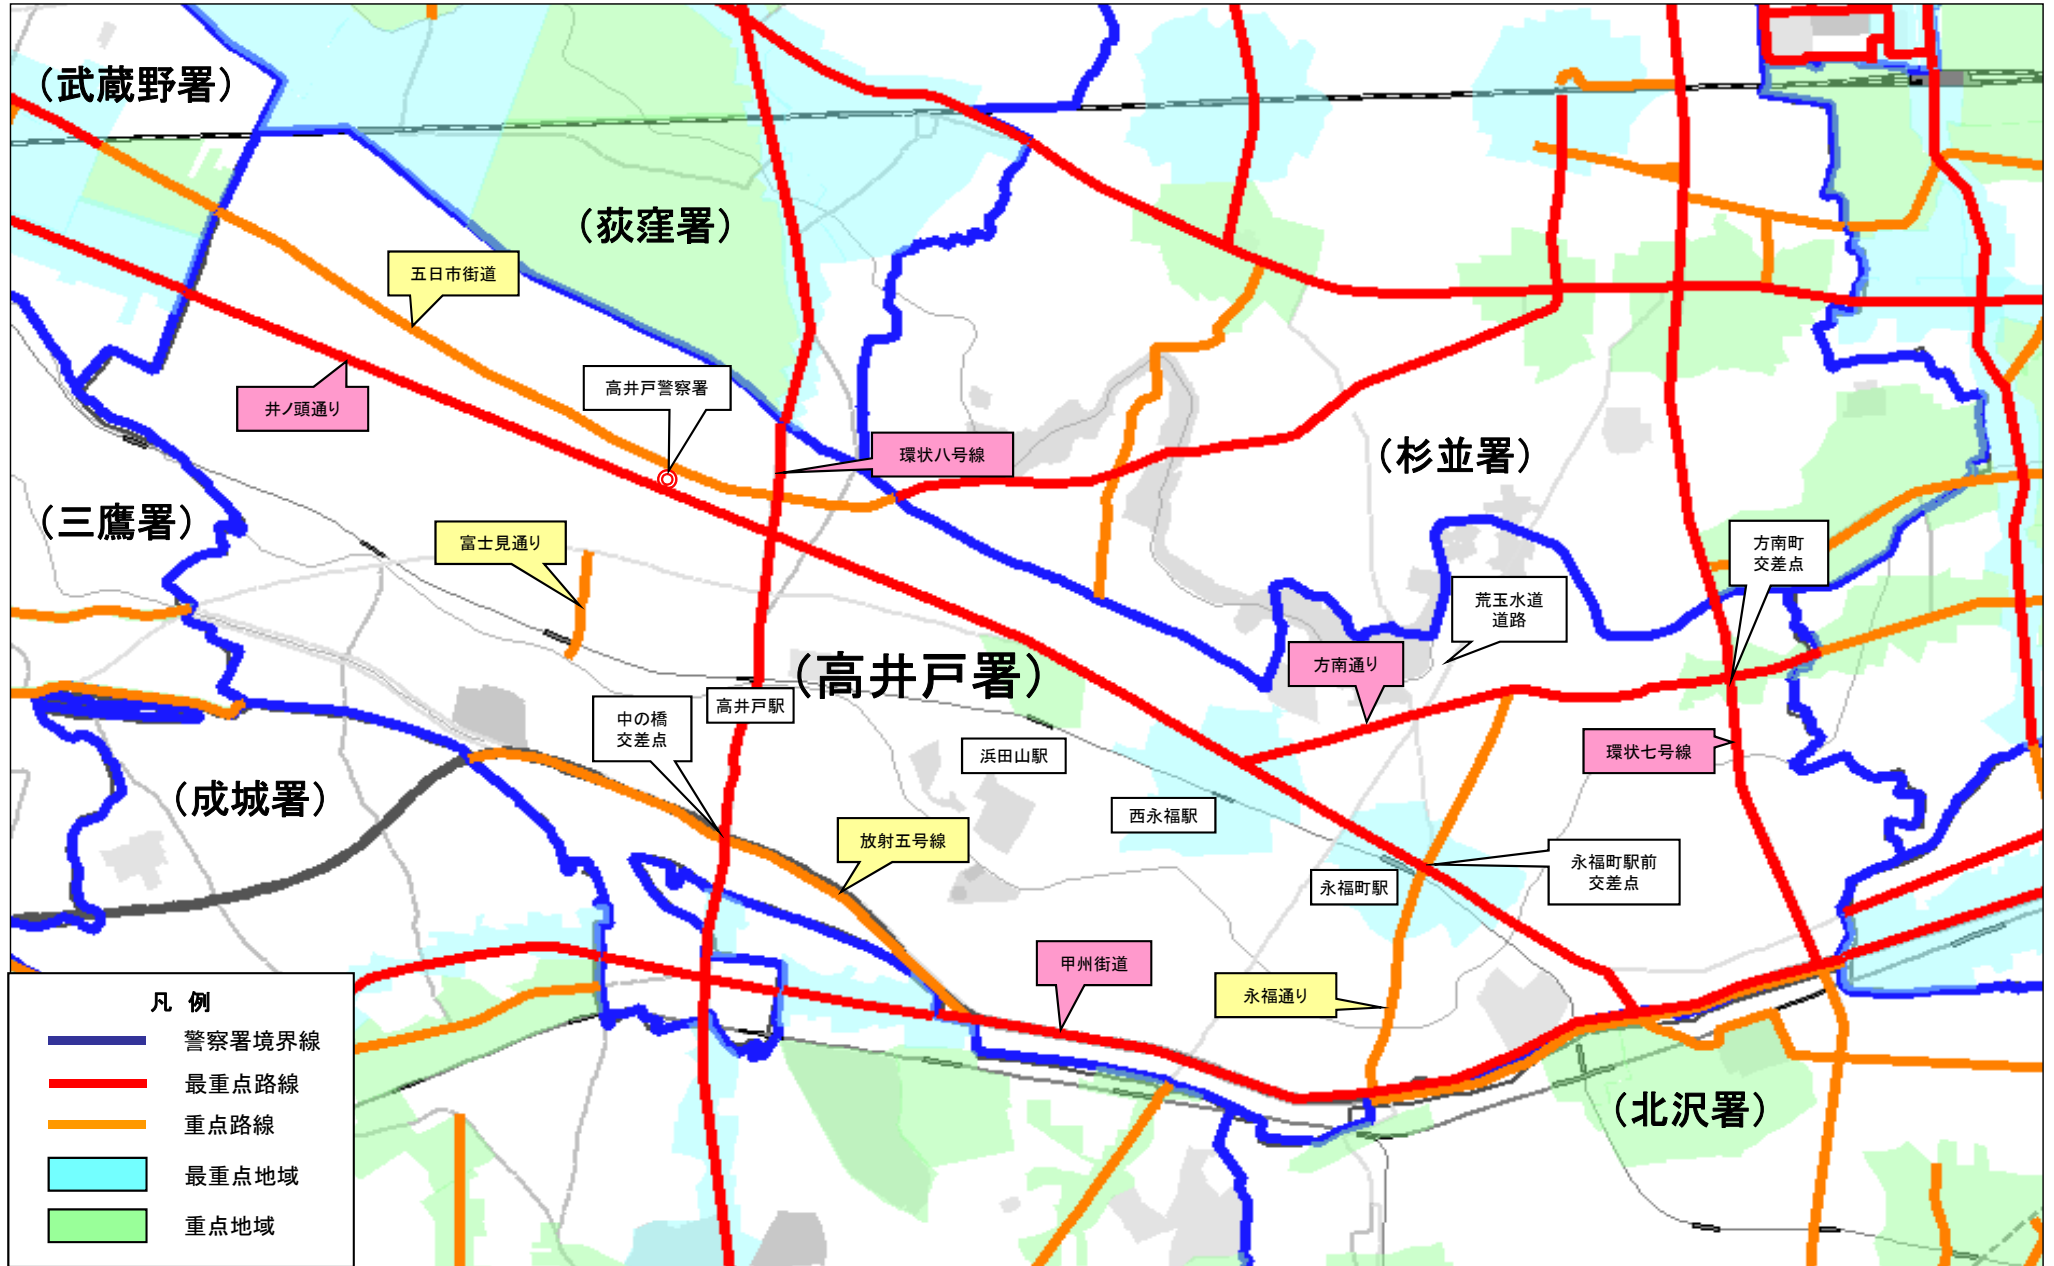 （武蔵野署）
（荻窪署）
五日市街道
井ノ頭通り
高井戸警察署
環状八号線
（杉並署）
（三鷹署）
富士見通り
方南町
交差点
荒玉水道
道路
方南通り
（高井戸署）
高井戸駅
中の橋
交差点
浜田山駅
環状七号線
（成城署）
西永福駅
放射五号線
永福町駅前
交差点
永福町駅
甲州街道
永福通り
（北沢署）
凡 例
警察署境界線
最重点路線
重点路線
最重点地域
重点地域